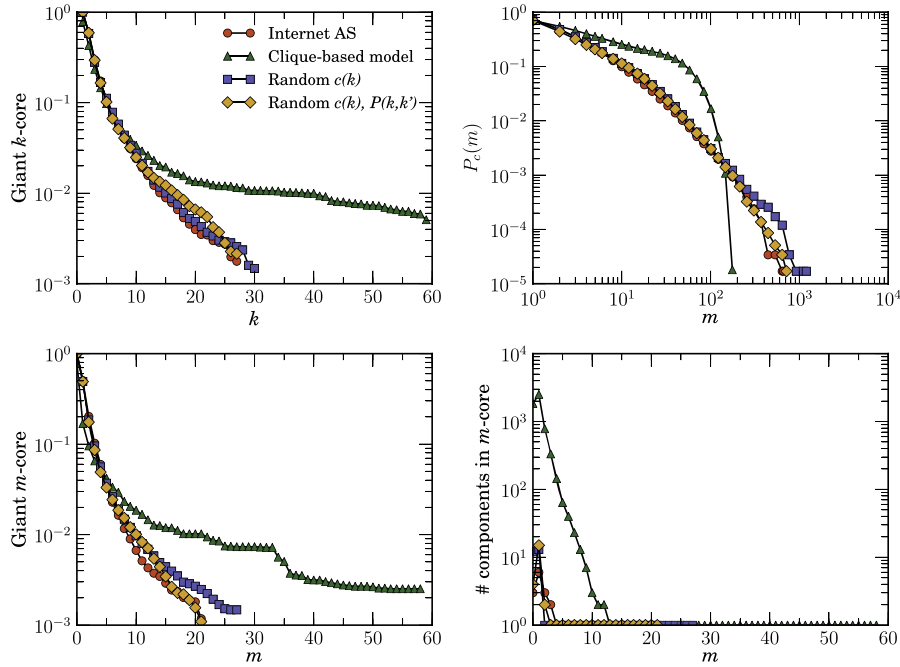 10^0
10^-1
10^-2
10^-3
Giant k-core
0 10 20 30 40 50 60
k
Internet AS
Clique-based model
Random c(k)
Random c(k), P(k,k')
10^0
10^-1
10^-2
10^-3
10^-4
10^-5
P_c(m)
10^0 10^1 10^2 10^3 10^4
m
10^0
10^-1
10^-2
10^-3
Giant m-core
0 10 20 30 40 50 60
m
10^4
10^3
10^2
10^1
10^0
# components in m-core
0 10 20 30 40 50 60
m